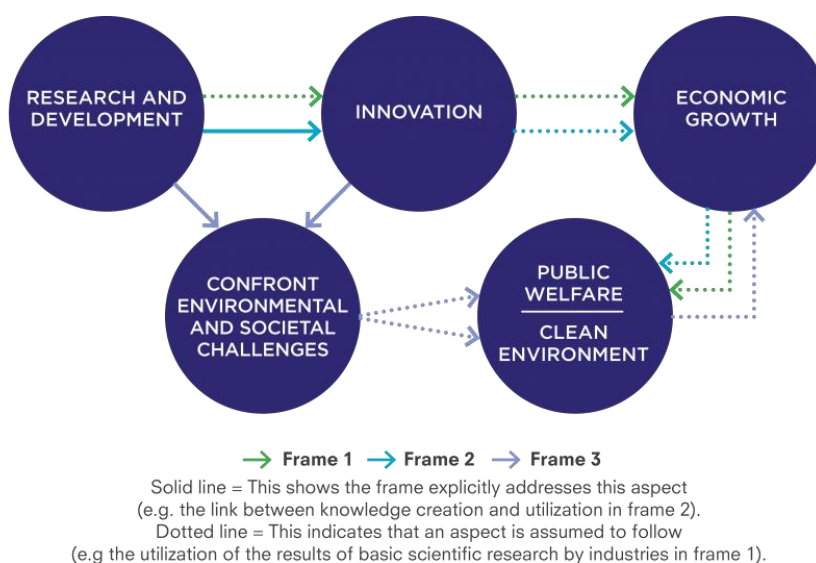 RESEARCH AND
DEVELOPMENT
INNOVATION
ECONOMIC
GROWTH
CONFRONT
ENVIRONMENTAL
AND SOCIETAL
CHALLENGES
PUBLIC
WELFARE
CLEAN
ENVIRONMENT
Frame 1 Frame 2 Frame 3
Solid line = This shows the frame explicitly addresses this aspect
(e.g. the link between knowledge creation and utilization in frame 2).
Dotted line = This indicates that an aspect is assumed to follow
(e.g the utilization of the results of basic scientific research by industries in frame 1).